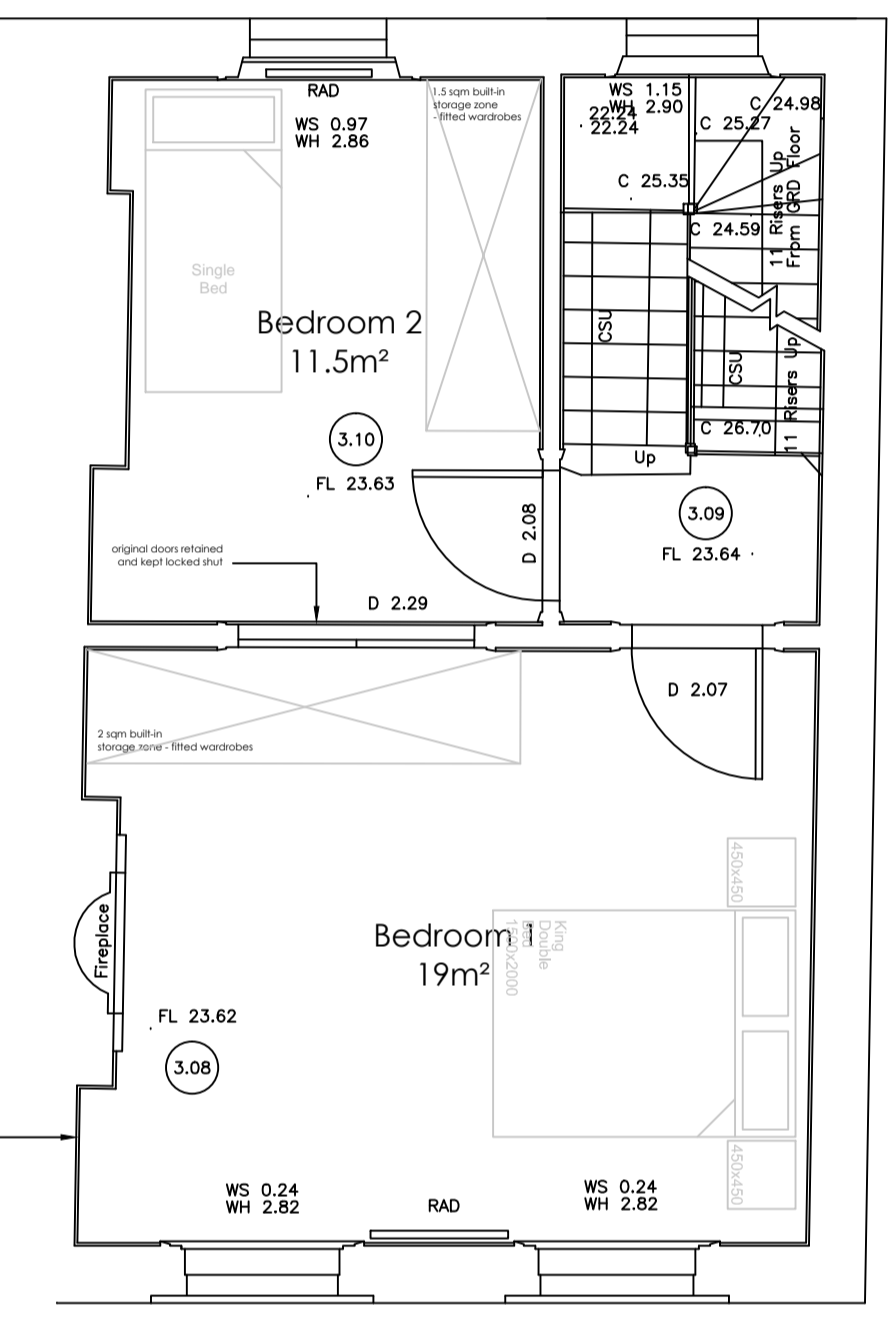 RAD
WS 0.97
WH 2.86
1.5 sqm built-in
storage zone
- fitted wardrobes
Single
Bed
Bedroom 2
11.5m²
3.10
FL 23.63
original doors retained
and kept locked shut
D 2.29
D 2.08
WS 1.15
WH 2.90
22.24
22.24
C 25.35
C 24.98
C 25.27
C 24.59
11 Risers Up
From GRD Floor
CSU
CSU
11 Risers Up
C 26.70
Up
3.09
FL 23.64
D 2.07
2 sqm built-in
storage zone - fitted wardrobes
Fireplace
Bedroom 1
19m²
King
Double
Bed
1500x2000
450x450
450x450
FL 23.62
3.08
WS 0.24
WH 2.82
RAD
WS 0.24
WH 2.82